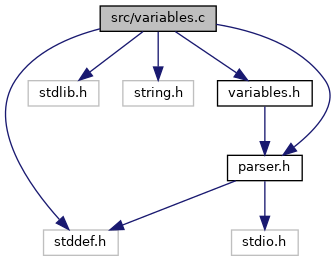 src/variables.c
stdlib.h
string.h
variables.h
parser.h
stddef.h
stdio.h